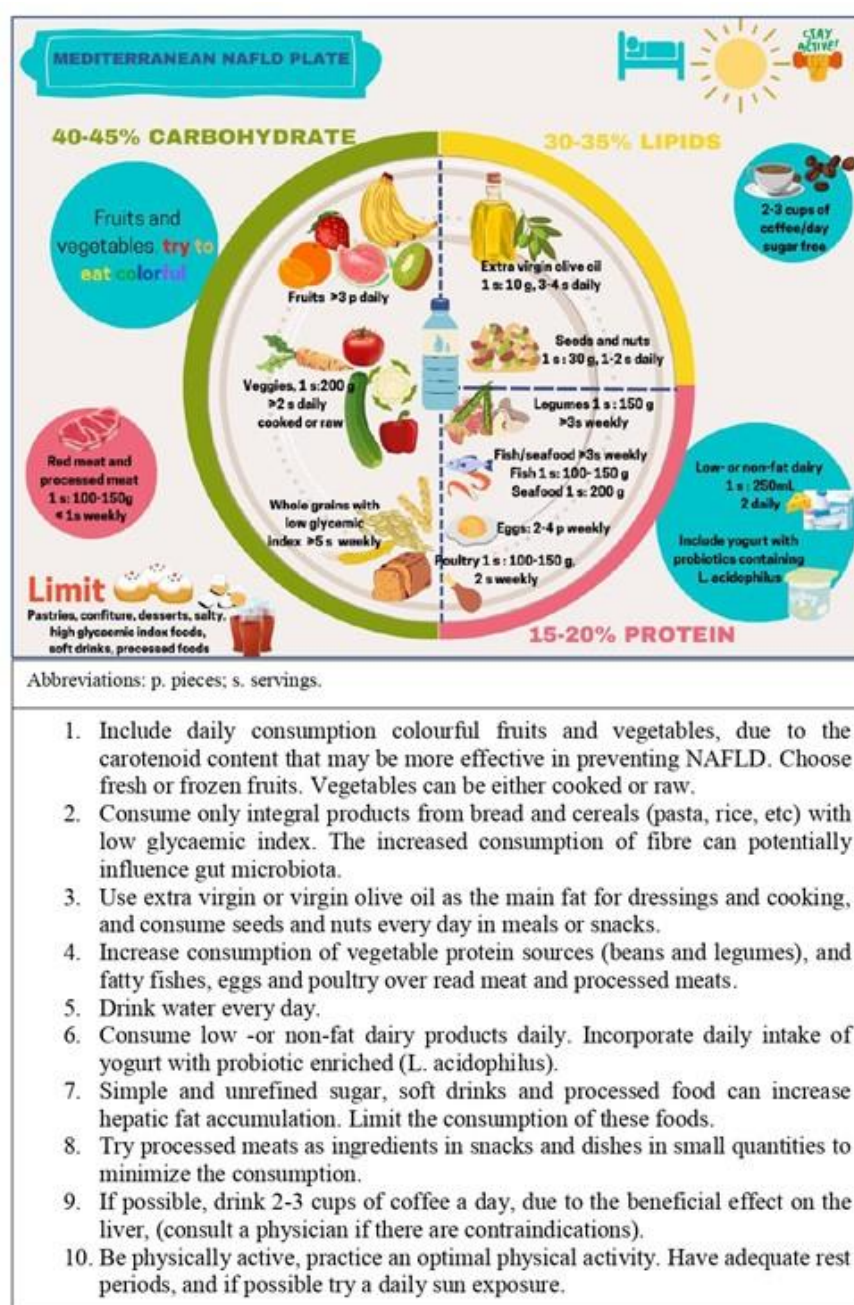 MEDITERRANEAN NAFLD PLATE
STAY
ACTIVE!
40-45% CARBOHYDRATE
30-35% LIPIDS
Fruits and
vegetables, try to
eat colorful
2-3 cups of
coffee/day
sugar free
Fruits ≥3 p daily
Extra virgin olive oil
1 s: 10 g, 3-4 s daily
Seeds and nuts
1 s: 30 g, 1-2 s daily
Veggies, 1 s:200 g
≥2 s daily
cooked or raw
Legumes 1 s: 150 g
≥3s weekly
Red meat and
processed meat
1 s: 100-150g
< 1s weekly
Fish/seafood ≥3s weekly
Fish 1 s: 100-150 g
Seafood 1 s: 200 g
Low- or non-fat dairy
1 s: 250mL
2 daily
Include yogurt with
probiotics containing
L. acidophilus
Whole grains with
low glycemic
index ≥5 s weekly
Eggs: 2-4 p weekly
Poultry 1 s: 100-150 g,
2 s weekly
Limit
Pastries, confiture, desserts, salty,
high glycaemic index foods,
soft drinks, precessed foods
15-20% PROTEIN
Abbreviations: p. pieces; s. servings.
1. Include daily consumption colourful fruits and vegetables, due to the
carotenoid content that may be more effective in preventing NAFLD. Choose
fresh or frozen fruits. Vegetables can be either cooked or raw.
2. Consume only integral products from bread and cereals (pasta, rice, etc) with
low glycaemic index. The increased consumption of fibre can potentially
influence gut microbiota.
3. Use extra virgin or virgin olive oil as the main fat for dressings and cooking,
and consume seeds and nuts every day in meals or snacks.
4. Increase consumption of vegetable protein sources (beans and legumes), and
fatty fishes, eggs and poultry over read meat and processed meats.
5. Drink water every day.
6. Consume low -or non-fat dairy products daily. Incorporate daily intake of
yogurt with probiotic enriched (L. acidophilus).
7. Simple and unrefined sugar, soft drinks and processed food can increase
hepatic fat accumulation. Limit the consumption of these foods.
8. Try processed meats as ingredients in snacks and dishes in small quantities to
minimize the consumption.
9. If possible, drink 2-3 cups of coffee a day, due to the beneficial effect on the
liver, (consult a physician if there are contraindications).
10. Be physically active, practice an optimal physical activity. Have adequate rest
periods, and if possible try a daily sun exposure.